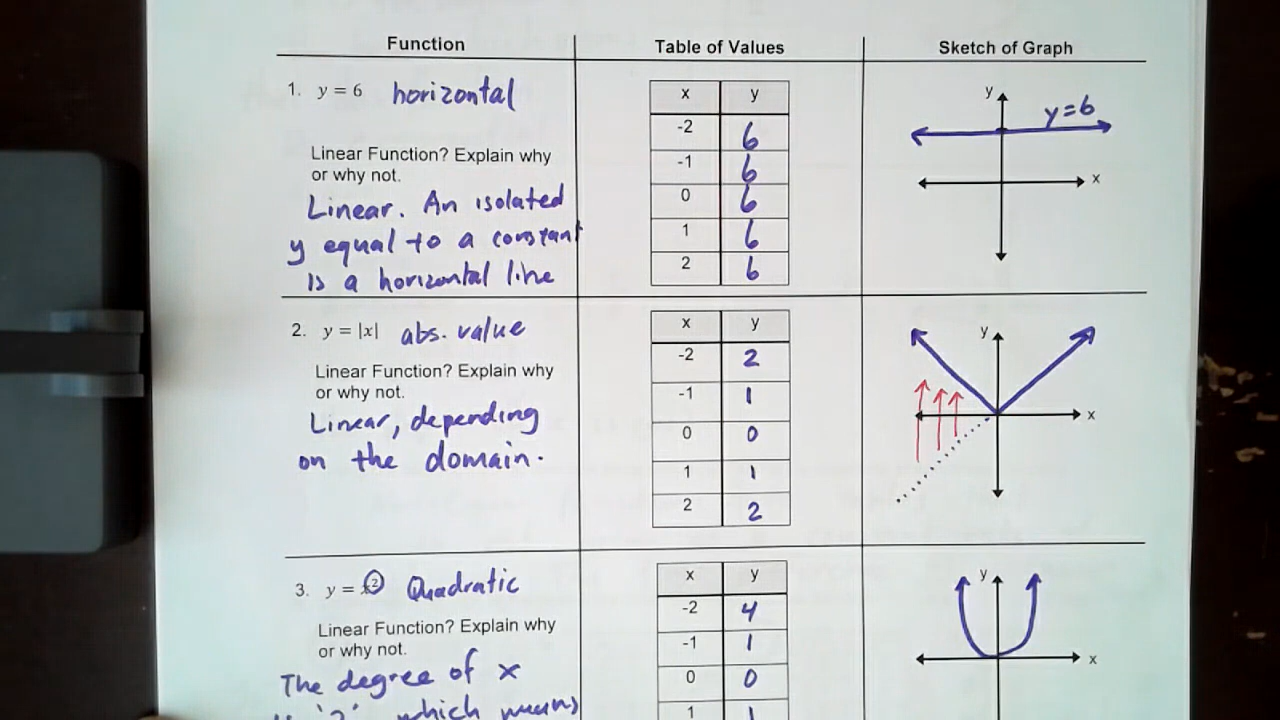 Function Table of Values Sketch of Graph
1. y = 6 horizontal
Linear Function? Explain why
or why not.
Linear. An isolated
y equal to a constant
is a horizontal line
x y
-2 6
-1 6
0 6
1 6
2 6
y
y=6
x
2. y = |x| abs. value
Linear Function? Explain why
or why not.
Linear, depending
on the domain.
x y
-2 2
-1 1
0 0
1 1
2 2
y
x
3. y = x² Quadratic
Linear Function? Explain why
or why not.
The degree of x
is '2' which means
x y
-2 4
-1 1
0 0
1 1
y
x